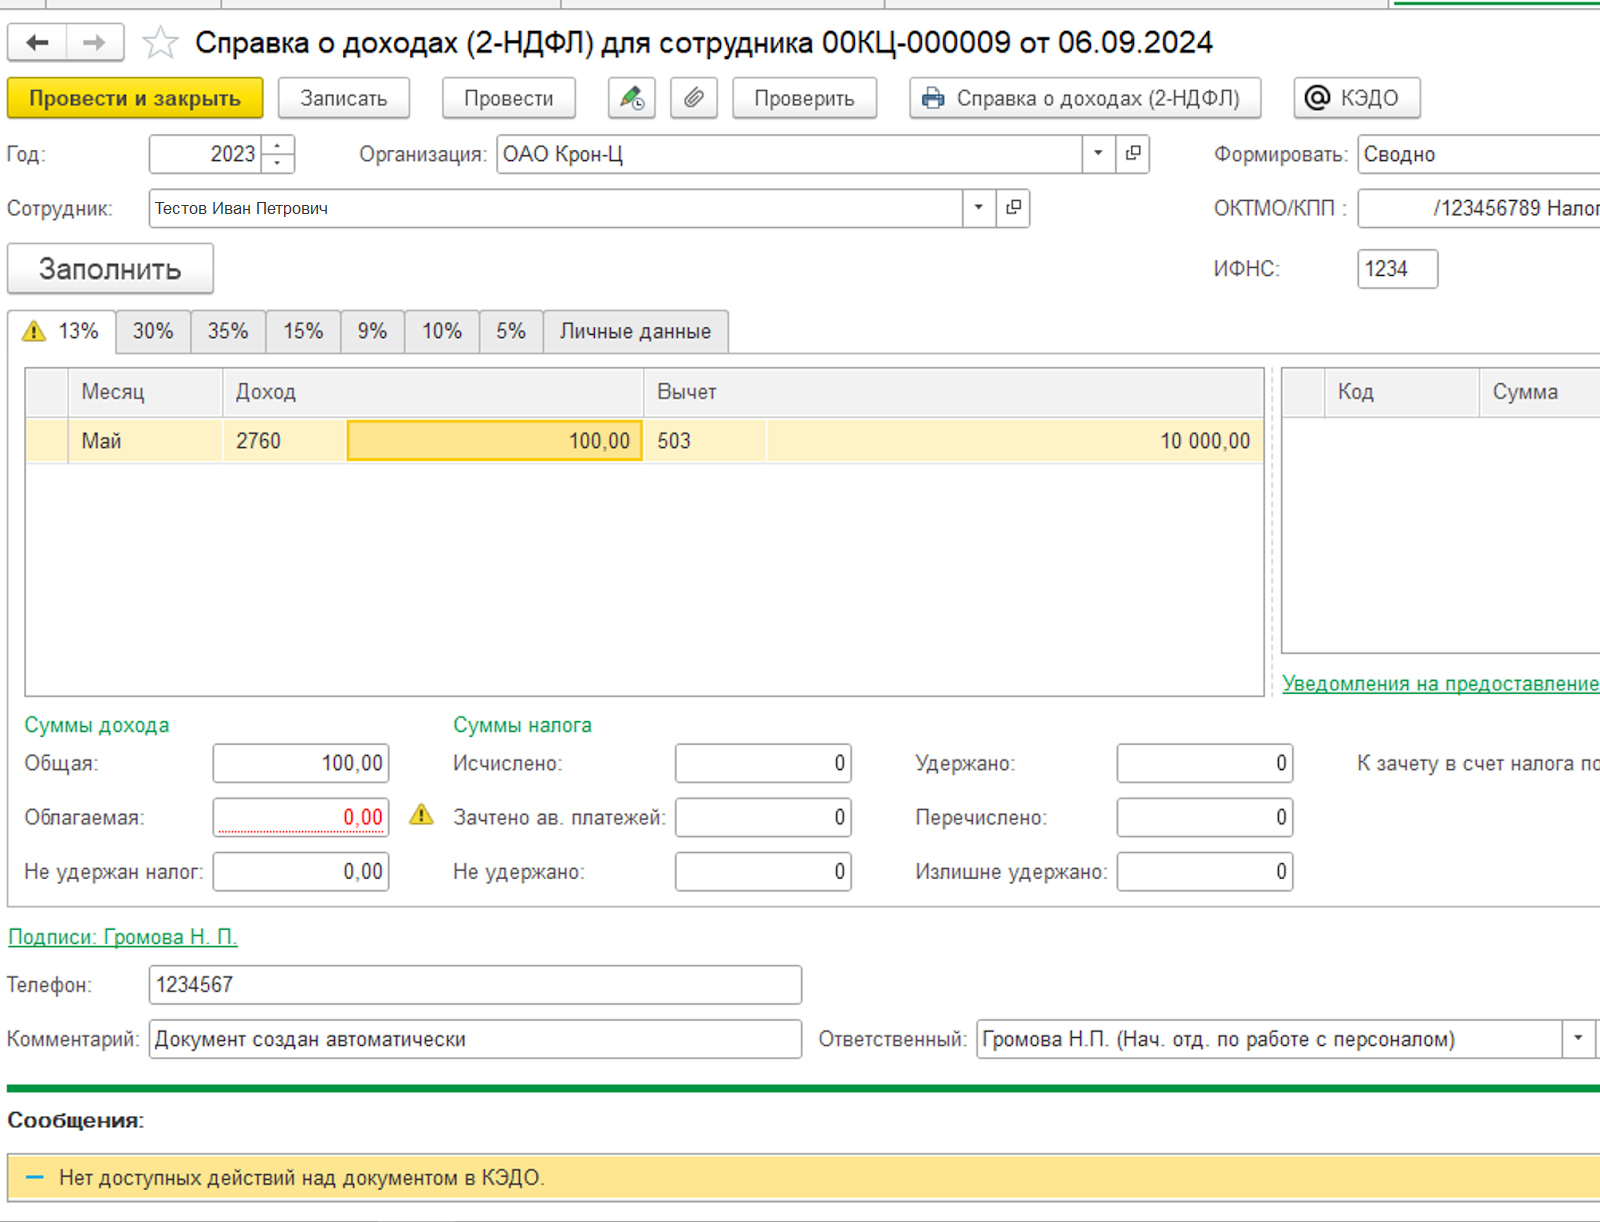 Справка о доходах (2-НДФЛ) для сотрудника 00КЦ-000009 от 06.09.2024
Провести и закрыть Записать Провести Проверить Справка о доходах (2-НДФЛ) @ КЭДО
Год: 2023 Организация: ОАО Крон-Ц Формировать: Сводно
Сотрудник: Тестов Иван Петрович ОКТМО/КПП : /123456789 Налог
Заполнить ИФНС: 1234
13% 30% 35% 15% 9% 10% 5% Личные данные
Месяц Доход Вычет Код Сумма
Май 2760 100,00 503 10 000,00
Уведомления на предоставление
Суммы дохода Суммы налога
Общая: 100,00 Исчислено: 0 Удержано: 0 К зачету в счет налога по
Облагаемая: 0,00 Зачтено ав. платежей: 0 Перечислено: 0
Не удержан налог: 0,00 Не удержано: 0 Излишне удержано: 0
Подписи: Громова Н. П.
Телефон: 1234567
Комментарий: Документ создан автоматически Ответственный: Громова Н.П. (Нач. отд. по работе с персоналом)
Сообщения:
— Нет доступных действий над документом в КЭДО.